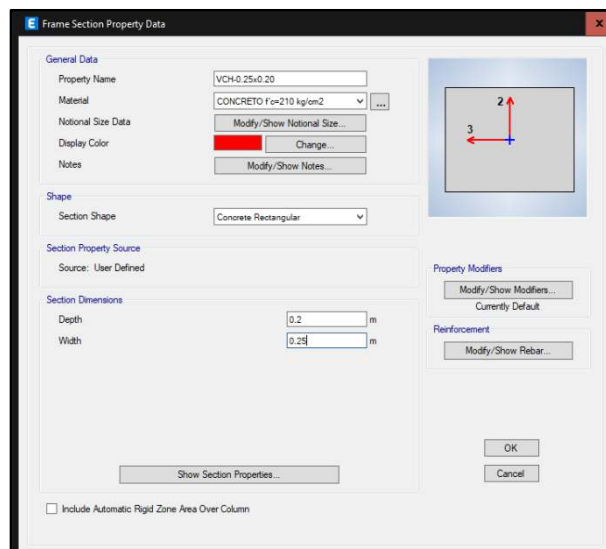 E Frame Section Property Data x
General Data
Property Name VCH-0.25x0.20
Material CONCRETO f'c=210 kg/cm2 ...
Notional Size Data Modify/Show Notional Size...
Display Color Change...
Notes Modify/Show Notes...
Shape
Section Shape Concrete Rectangular
Section Property Source
Source: User Defined
Section Dimensions
Depth 0.2 m
Width 0.25 m
Show Section Properties...
Include Automatic Rigid Zone Area Over Column
2
3
Property Modifiers
Modify/Show Modifiers...
Currently Default
Reinforcement
Modify/Show Rebar...
OK
Cancel